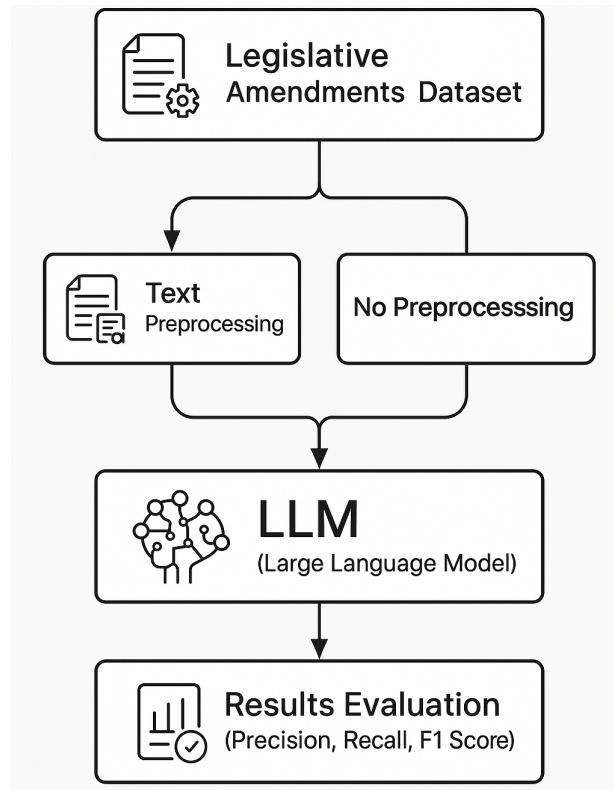 Legislative
Amendments Dataset
Text
Preprocessing
No Preprocesssing
LLM
(Large Language Model)
Results Evaluation
(Precision, Recall, F1 Score)